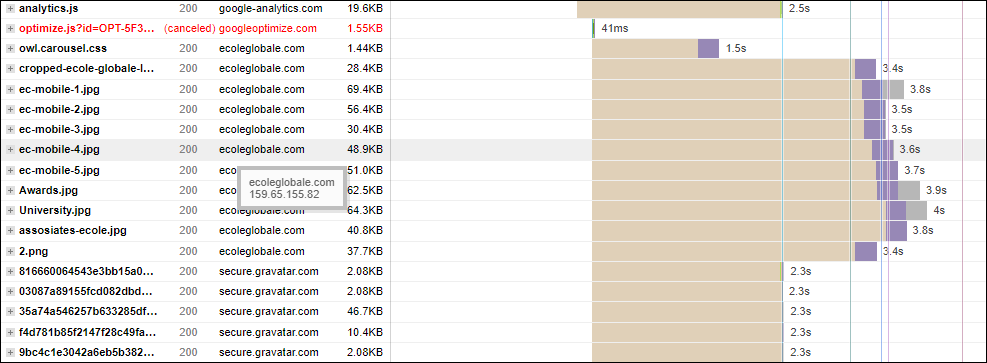 analytics.js 200 google-analytics.com 19.6KB 2.5s
optimize.js?id=OPT-5F3... (canceled) googleoptimize.com 1.55KB 41ms
owl.carousel.css 200 ecoleglobale.com 1.44KB 1.5s
cropped-ecole-globale-l... 200 ecoleglobale.com 28.4KB 3.4s
ec-mobile-1.jpg 200 ecoleglobale.com 69.4KB 3.8s
ec-mobile-2.jpg 200 ecoleglobale.com 56.4KB 3.5s
ec-mobile-3.jpg 200 ecoleglobale.com 30.4KB 3.5s
ec-mobile-4.jpg 200 ecoleglobale.com 48.9KB 3.6s
ec-mobile-5.jpg 200 51.0KB 3.7s
ecoleglobale.com
159.65.155.82
Awards.jpg 200 62.5KB 3.9s
University.jpg 200 ecoleglobale.com 64.3KB 4s
assosiates-ecole.jpg 200 ecoleglobale.com 40.8KB 3.8s
2.png 200 ecoleglobale.com 37.7KB 3.4s
816660064543e3bb15a0... 200 secure.gravatar.com 2.08KB 2.3s
03087a89155fcd082dbd... 200 secure.gravatar.com 2.08KB 2.3s
35a74a546257b633285df... 200 secure.gravatar.com 46.7KB 2.3s
f4d781b85f2147f28c49fa... 200 secure.gravatar.com 10.4KB 2.3s
9bc4c1e3042a6eb5b382... 200 secure.gravatar.com 2.08KB 2.3s